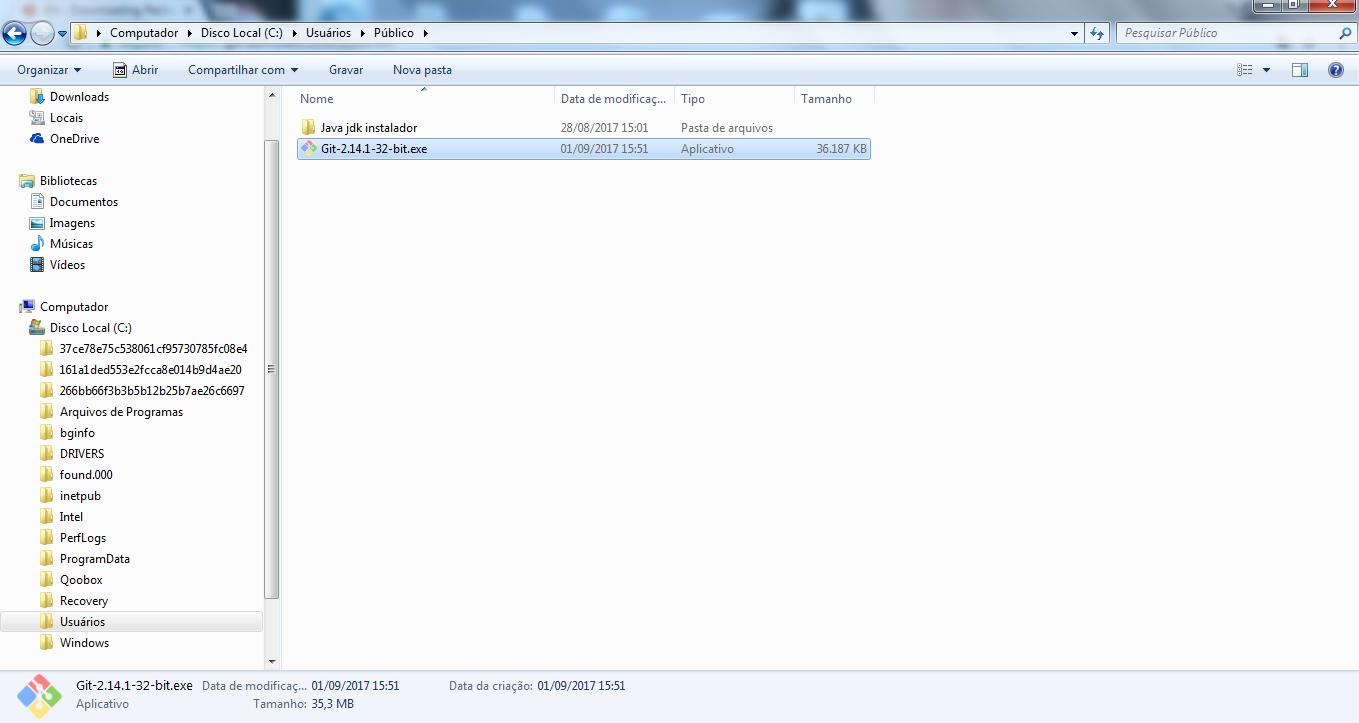 Computador Disco Local (C:) Usuários Público Pesquisar Público
Organizar Abrir Compartilhar com Gravar Nova pasta
Downloads
Locais
OneDrive
Bibliotecas
Documentos
Imagens
Músicas
Vídeos
Computador
Disco Local (C:)
37ce78e75c538061cf95730785fc08e4
161a1ded553e2fcca8e014b9d4ae20
266bb66f3b3b5b12b25b7ae26c6697
Arquivos de Programas
bginfo
DRIVERS
found.000
inetpub
Intel
PerfLogs
ProgramData
Qoobox
Recovery
Usuários
Windows
Nome Data de modificaç... Tipo Tamanho
Java jdk instalador 28/08/2017 15:01 Pasta de arquivos
Git-2.14.1-32-bit.exe 01/09/2017 15:51 Aplicativo 36.187 KB
Git-2.14.1-32-bit.exe Data de modificaç... 01/09/2017 15:51 Data da criação: 01/09/2017 15:51
Aplicativo Tamanho: 35,3 MB